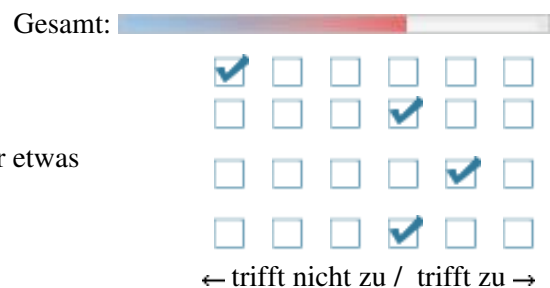 Gesamt:
etwas
← trifft nicht zu / trifft zu →